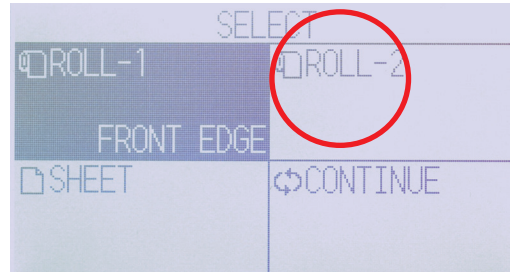 SELECT
ROLL-1
ROLL-2
FRONT EDGE
SHEET
CONTINUE